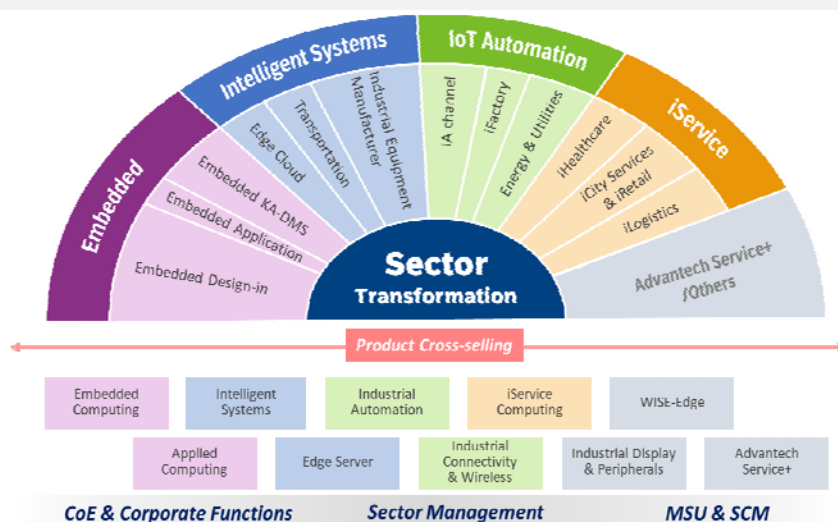 Embedded
Intelligent Systems
IoT Automation
iService
Embedded Design-in
Embedded Application
Embedded KA-DMS
Edge Cloud
Transportation
Industrial Equipment
Manufacturer
iA channel
iFactory
Energy & Utilities
iHealthcare
iCity Services
& iRetail
iLogistics
Advantech Service+
/Others
Sector
Transformation
Product Cross-selling
Embedded
Computing
Intelligent
Systems
Industrial
Automation
iService
Computing
WISE-Edge
Applied
Computing
Edge Server
Industrial
Connectivity
& Wireless
Industrial Display
& Peripherals
Advantech
Service+
CoE & Corporate Functions
Sector Management
MSU & SCM